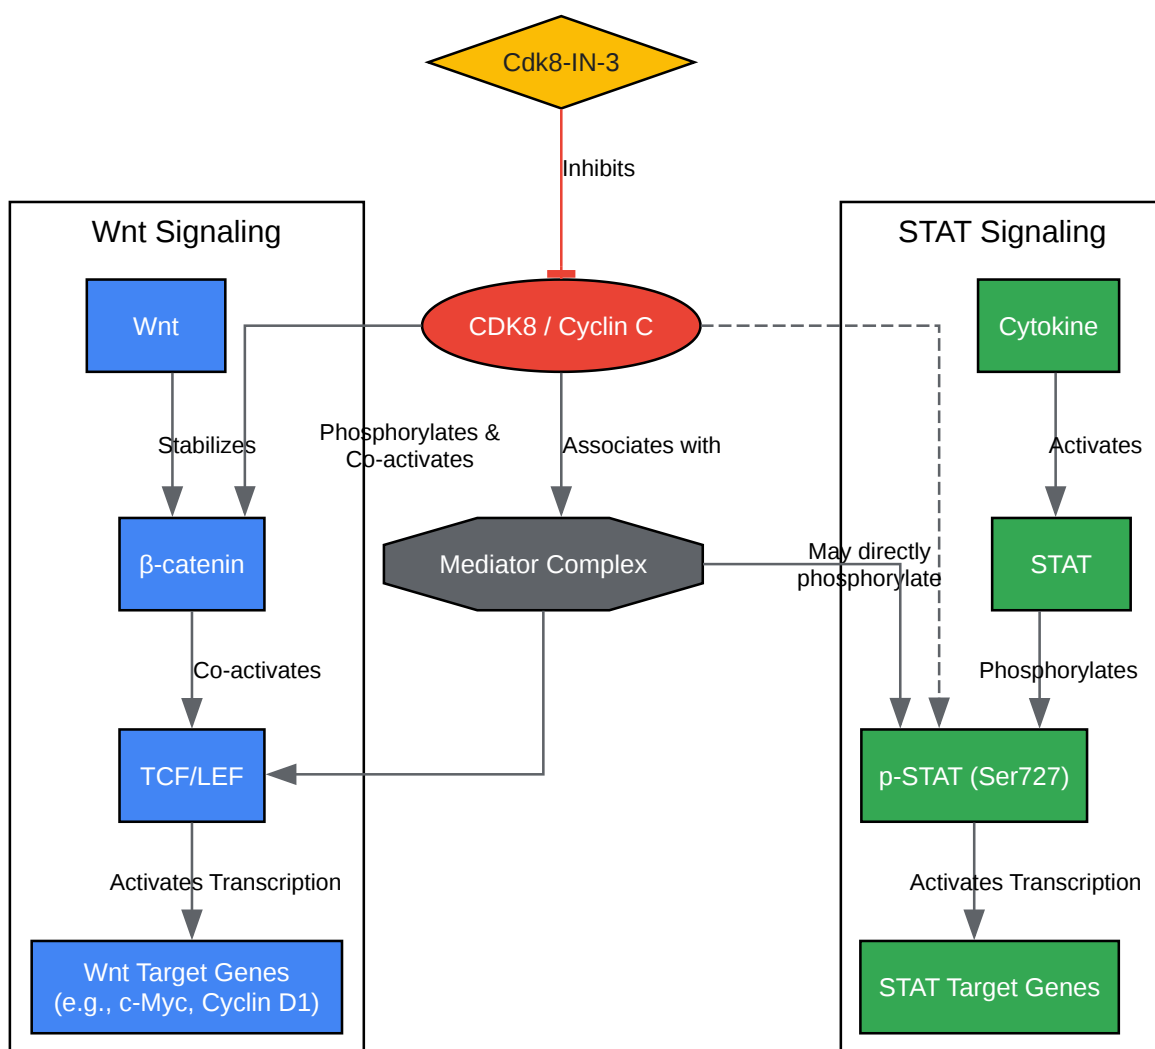 Cdk8-IN-3
Inhibits
Wnt Signaling
STAT Signaling
Wnt
CDK8 / Cyclin C
Cytokine
Stabilizes
Phosphorylates &
Co-activates
Associates with
Activates
β-catenin
Mediator Complex
May directly
phosphorylate
STAT
Co-activates
Phosphorylates
TCF/LEF
p-STAT (Ser727)
Activates Transcription
Activates Transcription
Wnt Target Genes
(e.g., c-Myc, Cyclin D1)
STAT Target Genes